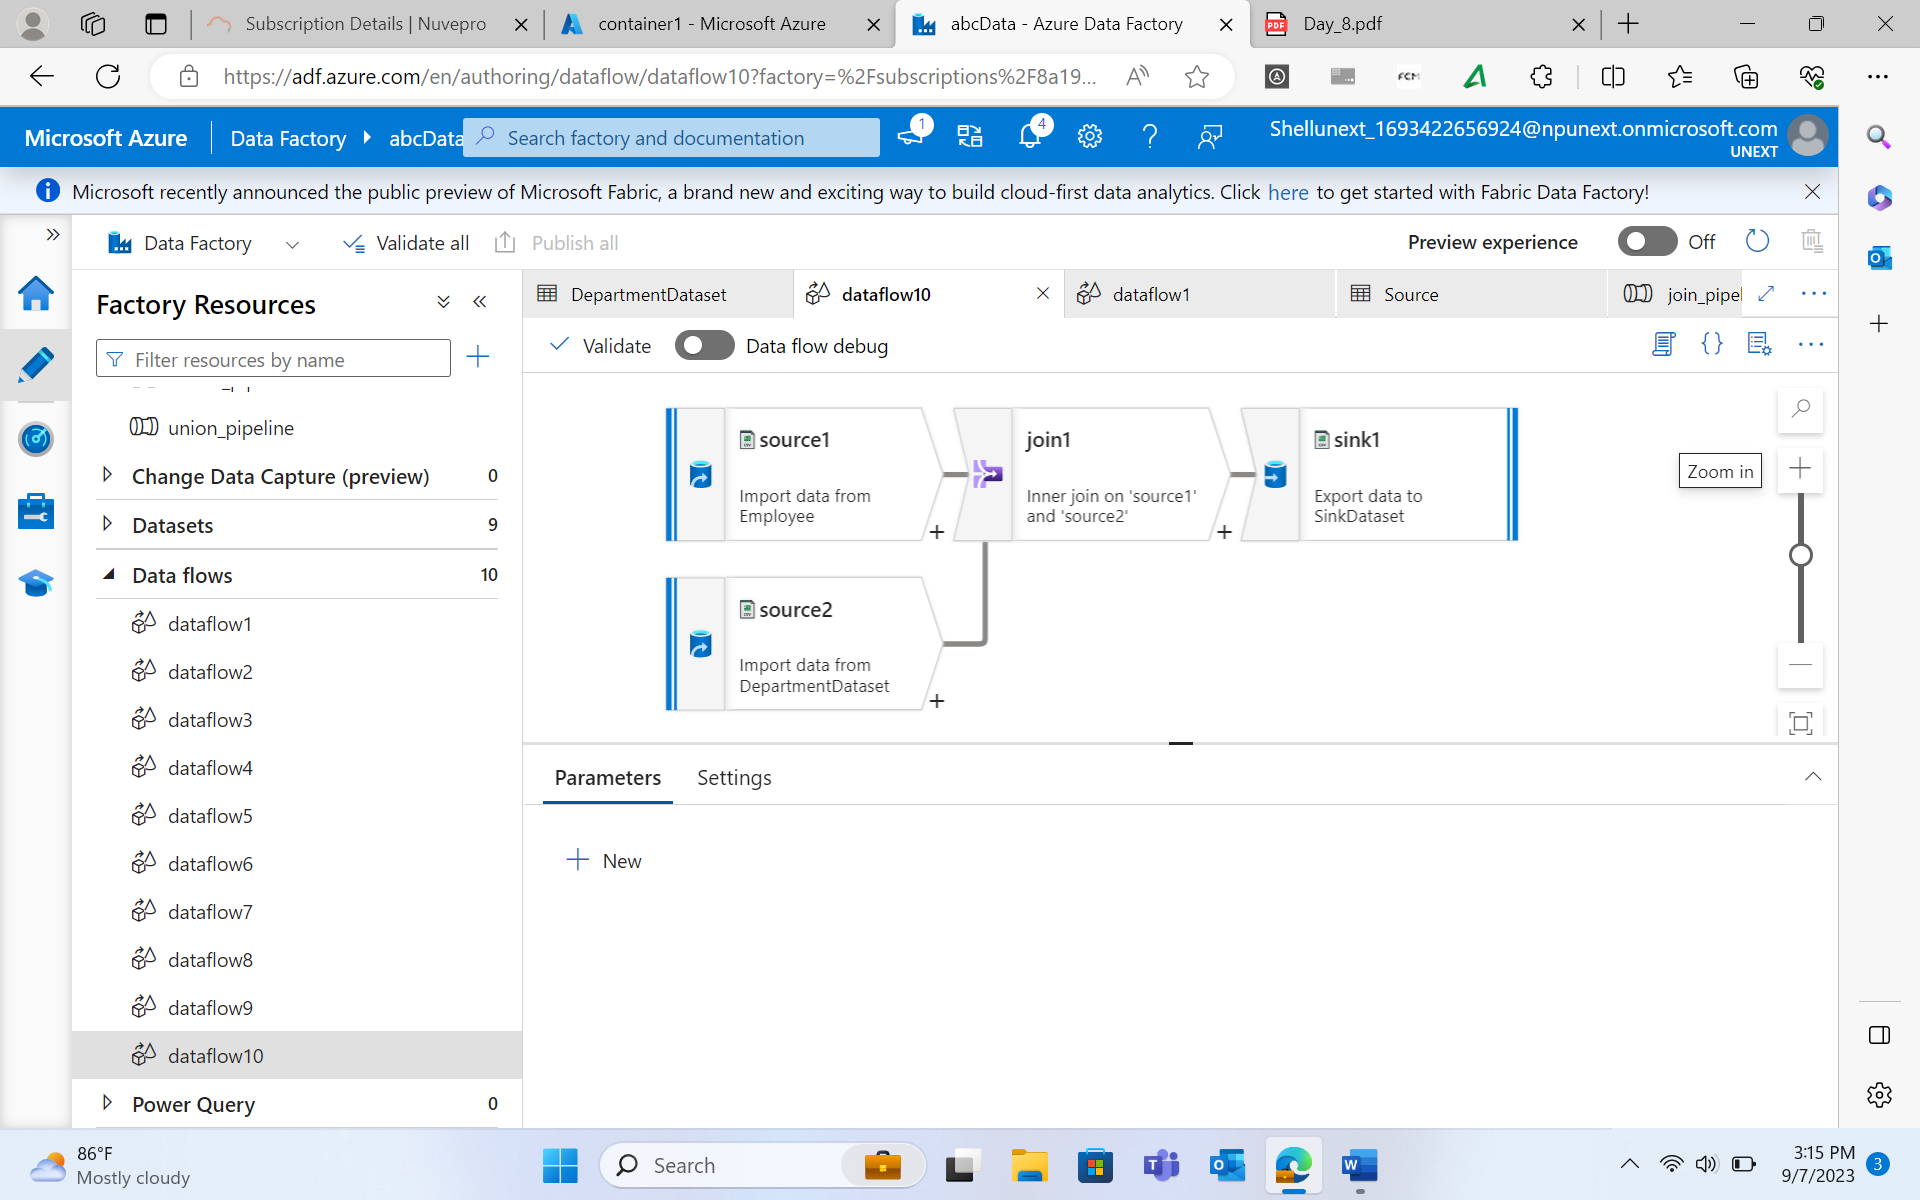 Subscription Details | Nuvepro
container1 - Microsoft Azure
abcData - Azure Data Factory
Day_8.pdf
https://adf.azure.com/en/authoring/dataflow/dataflow10?factory=%2Fsubscriptions%2F8a19...
FCM
Microsoft Azure
Data Factory
abcData
Search factory and documentation
1
4
Shellunext_1693422656924@npunext.onmicrosoft.com
UNEXT
Microsoft recently announced the public preview of Microsoft Fabric, a brand new and exciting way to build cloud-first data analytics. Click here to get started with Fabric Data Factory!
Data Factory
Validate all
Publish all
Preview experience
Off
Factory Resources
Filter resources by name
union_pipeline
Change Data Capture (preview) 0
Datasets 9
Data flows 10
dataflow1
dataflow2
dataflow3
dataflow4
dataflow5
dataflow6
dataflow7
dataflow8
dataflow9
dataflow10
Power Query 0
DepartmentDataset
dataflow10
dataflow1
Source
join_pipel
Validate
Data flow debug
source1
Import data from
Employee
join1
Inner join on 'source1'
and 'source2'
sink1
Export data to
SinkDataset
source2
Import data from
DepartmentDataset
Zoom in
Parameters
Settings
New
86°F
Mostly cloudy
Search
3:15 PM
9/7/2023
3